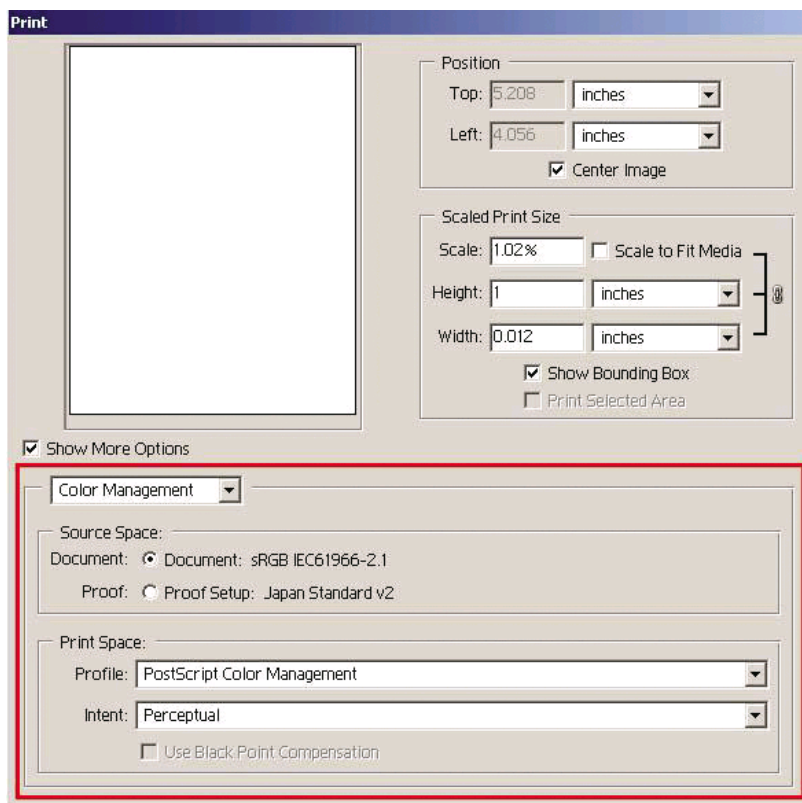 Print
Position
Top: 5.208 inches
Left: 4.056 inches
Center Image
Scaled Print Size
Scale: 1.02% Scale to Fit Media
Height: 1 inches
Width: 0.012 inches
Show Bounding Box
Print Selected Area
Show More Options
Color Management
Source Space:
Document: Document: sRGB IEC61966-2.1
Proof: Proof Setup: Japan Standard v2
Print Space:
Profile: PostScript Color Management
Intent: Perceptual
Use Black Point Compensation